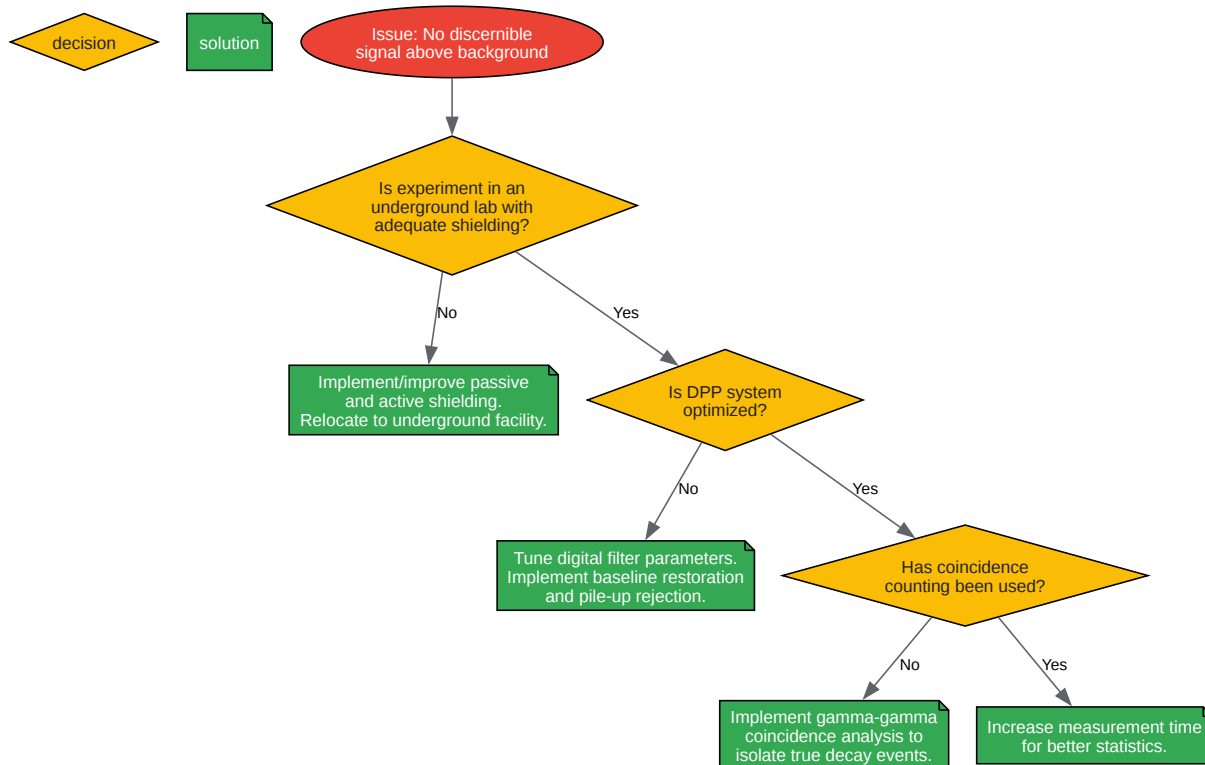 decision
solution
Issue: No discernible
signal above background
Is experiment in an
underground lab with
adequate shielding?
No
Yes
Implement/improve passive
and active shielding.
Relocate to underground facility.
Is DPP system
optimized?
No
Yes
Tune digital filter parameters.
Implement baseline restoration
and pile-up rejection.
Has coincidence
counting been used?
No
Yes
Implement gamma-gamma
coincidence analysis to
isolate true decay events.
Increase measurement time
for better statistics.